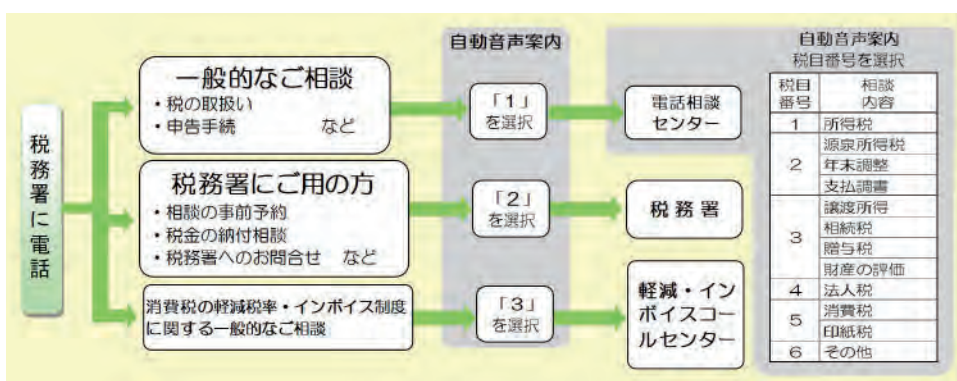 税務署に電話
一般的なご相談
・税の取扱い
・申告手続　など
税務署にご用の方
・相談の事前予約
・税金の納付相談
・税務署へのお問合せ　など
消費税の軽減税率・インボイス制度
に関する一般的なご相談
自動音声案内
「1」
を選択
「2」
を選択
「3」
を選択
電話相談
センター
税務署
軽減・イン
ボイスコー
ルセンター
自動音声案内
税目番号を選択
税目
番号
相談
内容
1 所得税
2
源泉所得税
年末調整
支払調書
3
譲渡所得
相続税
贈与税
財産の評価
4 法人税
5
消費税
印紙税
6 その他